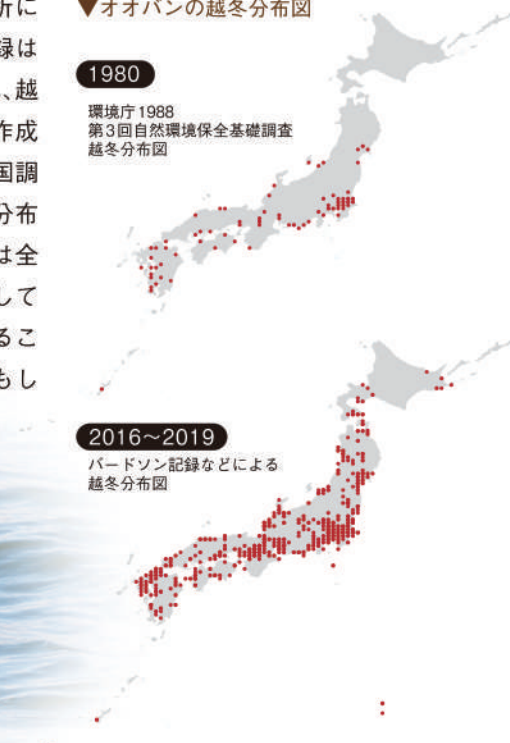 所に
録は
、越
作成
国調
分布
は全
して
るこ
もし
▼オオバンの越冬分布図
1980
環境庁1988
第3回自然環境保全基礎調査
越冬分布図
2016〜2019
バードソン記録などによる
越冬分布図